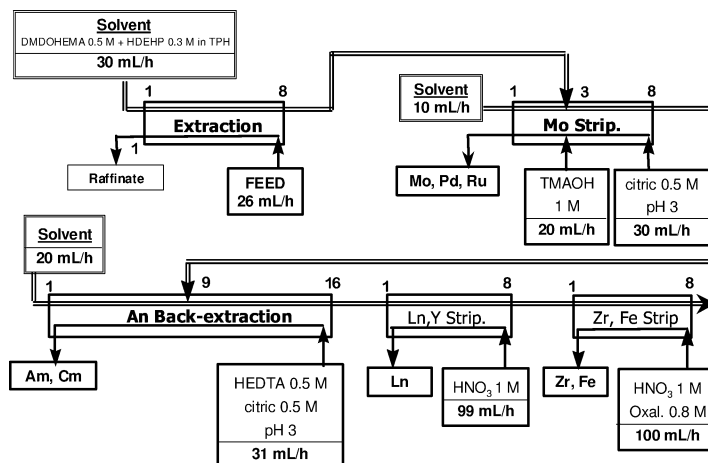 Solvent
DMDOHEMA 0.5 M + HDEHP 0.3 M in TPH
30 mL/h
1 8
Extraction
1
Raffinate
FEED
26 mL/h
Solvent
10 mL/h
1 3 8
Mo Strip.
Mo, Pd, Ru
TMAOH
1 M
20 mL/h
citric 0.5 M
pH 3
30 mL/h
Solvent
20 mL/h
1 9 16
An Back-extraction
Am, Cm
HEDTA 0.5 M
citric 0.5 M
pH 3
31 mL/h
1 8
Ln,Y Strip.
Ln
HNO3 1 M
99 mL/h
1 8
Zr, Fe Strip
Zr, Fe
HNO3 1 M
Oxal. 0.8 M
100 mL/h